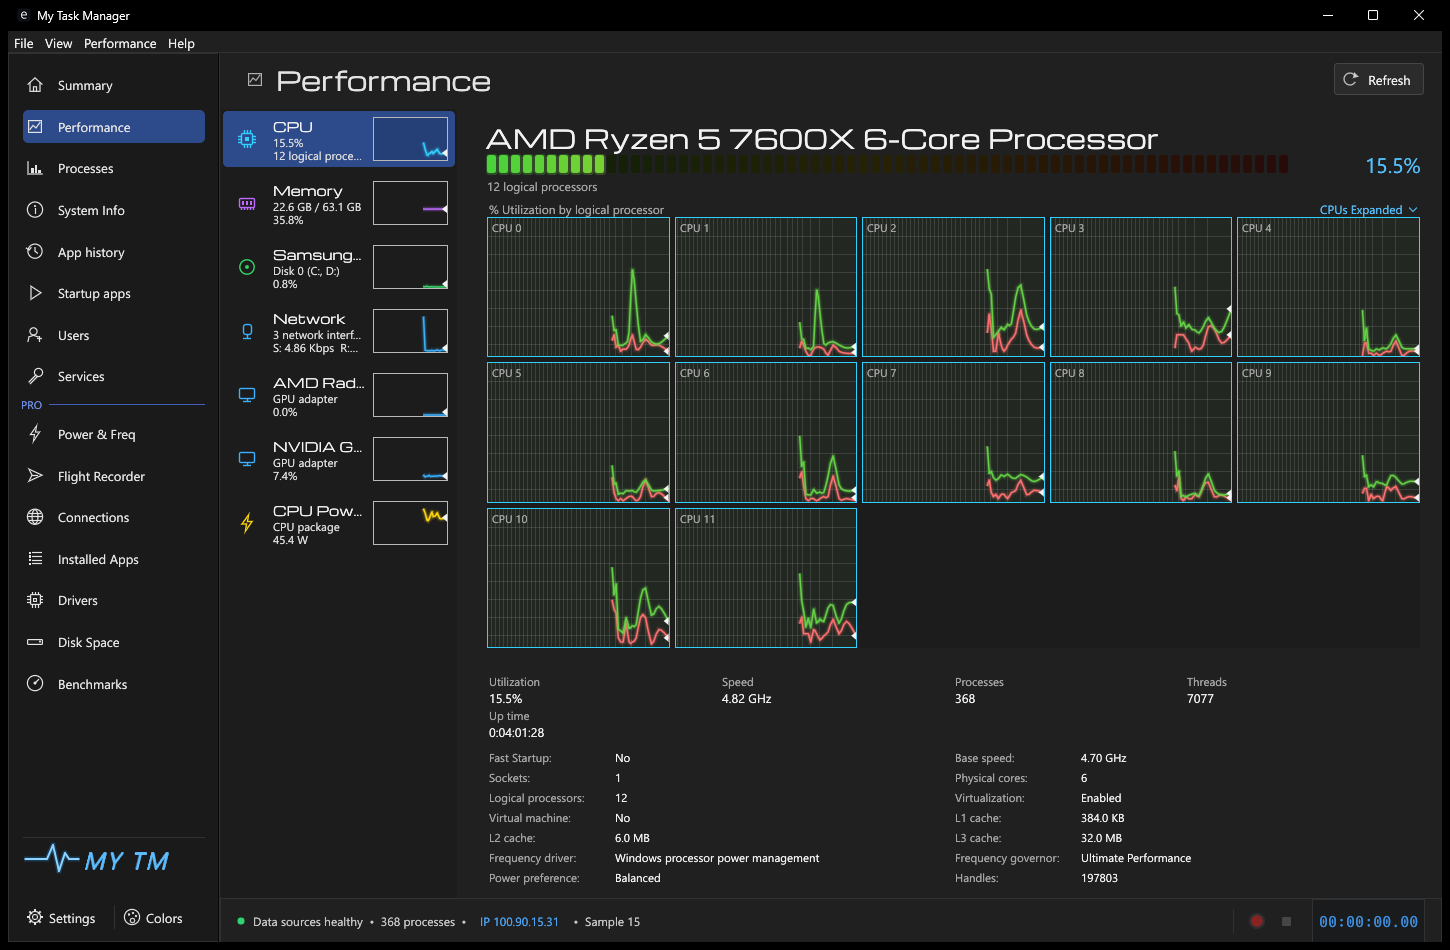 My Task Manager
File View Performance Help
Summary
Performance
Processes
System Info
App history
Startup apps
Users
Services
PRO
Power & Freq
Flight Recorder
Connections
Installed Apps
Drivers
Disk Space
Benchmarks
MY TM
Settings
Colors
Performance
Refresh
CPU
15.5%
12 logical proce...
Memory
22.6 GB / 63.1 GB
35.8%
Samsung...
Disk 0 (C:, D:)
0.8%
Network
3 network interf...
S: 4.86 Kbps R:...
AMD Rad...
GPU adapter
0.0%
NVIDIA G...
GPU adapter
7.4%
CPU Pow...
CPU package
45.4 W
AMD Ryzen 5 7600X 6-Core Processor
15.5%
12 logical processors
% Utilization by logical processor
CPUs Expanded
CPU 0
CPU 1
CPU 2
CPU 3
CPU 4
CPU 5
CPU 6
CPU 7
CPU 8
CPU 9
CPU 10
CPU 11
Utilization Speed Processes Threads
15.5% 4.82 GHz 368 7077
Up time
0:04:01:28
Fast Startup: No Base speed: 4.70 GHz
Sockets: 1 Physical cores: 6
Logical processors: 12 Virtualization: Enabled
Virtual machine: No L1 cache: 384.0 KB
L2 cache: 6.0 MB L3 cache: 32.0 MB
Frequency driver: Windows processor power management Frequency governor: Ultimate Performance
Power preference: Balanced Handles: 197803
Data sources healthy • 368 processes • IP 100.90.15.31 • Sample 15
00:00:00.00